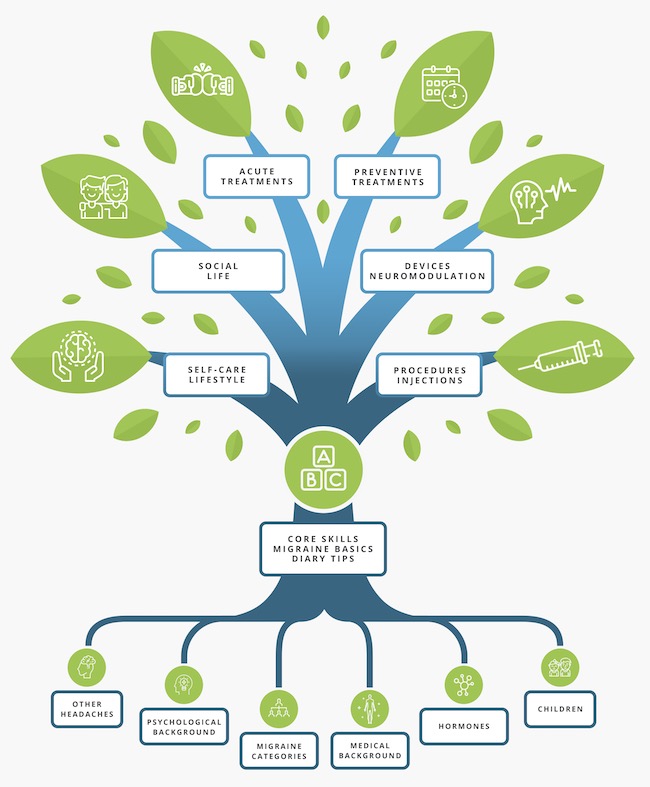 ACUTE
TREATMENTS
PREVENTIVE
TREATMENTS
SOCIAL
LIFE
DEVICES
NEUROMODULATION
SELF-CARE
LIFESTYLE
PROCEDURES
INJECTIONS
A
B C
CORE SKILLS
MIGRAINE BASICS
DIARY TIPS
OTHER
HEADACHES
PSYCHOLOGICAL
BACKGROUND
MIGRAINE
CATEGORIES
MEDICAL
BACKGROUND
HORMONES
CHILDREN